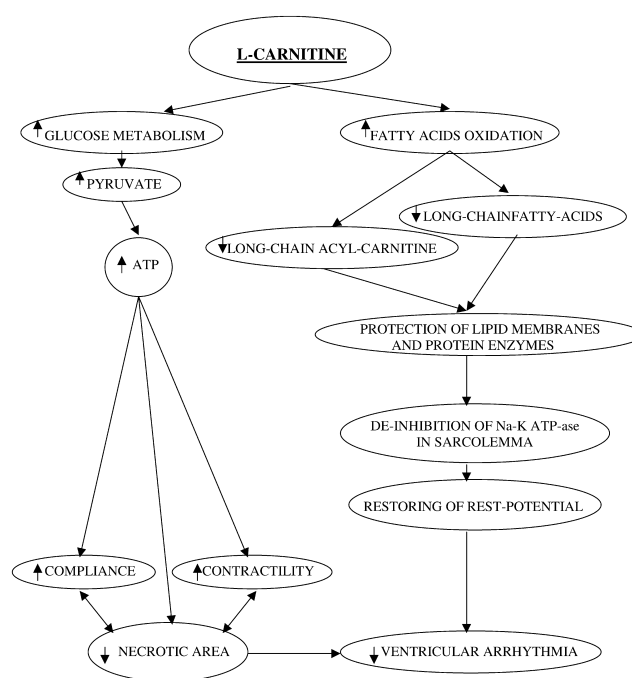 L-CARNITINE
GLUCOSE METABOLISM
FATTY ACIDS OXIDATION
PYRUVATE
LONG-CHAINFATTY-ACIDS
LONG-CHAIN ACYL-CARNITINE
ATP
PROTECTION OF LIPID MEMBRANES
AND PROTEIN ENZYMES
DE-INHIBITION OF Na-K ATP-ase
IN SARCOLEMMA
RESTORING OF REST-POTENTIAL
COMPLIANCE
CONTRACTILITY
NECROTIC AREA
VENTRICULAR ARRHYTHMIA